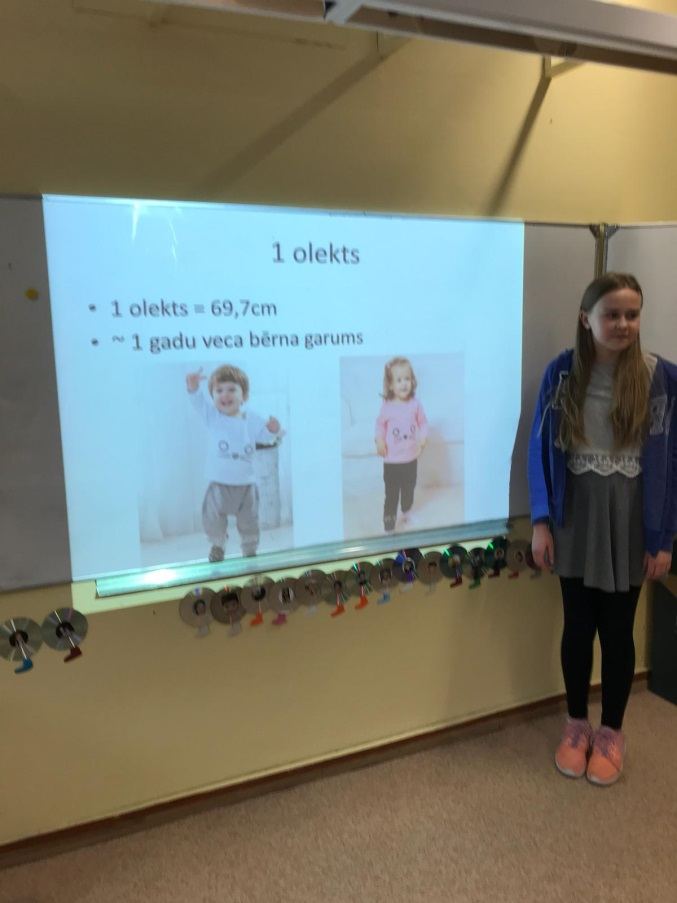 1 olekts
• 1 olekts = 69,7cm
• ~ 1 gadu veca bērna garums